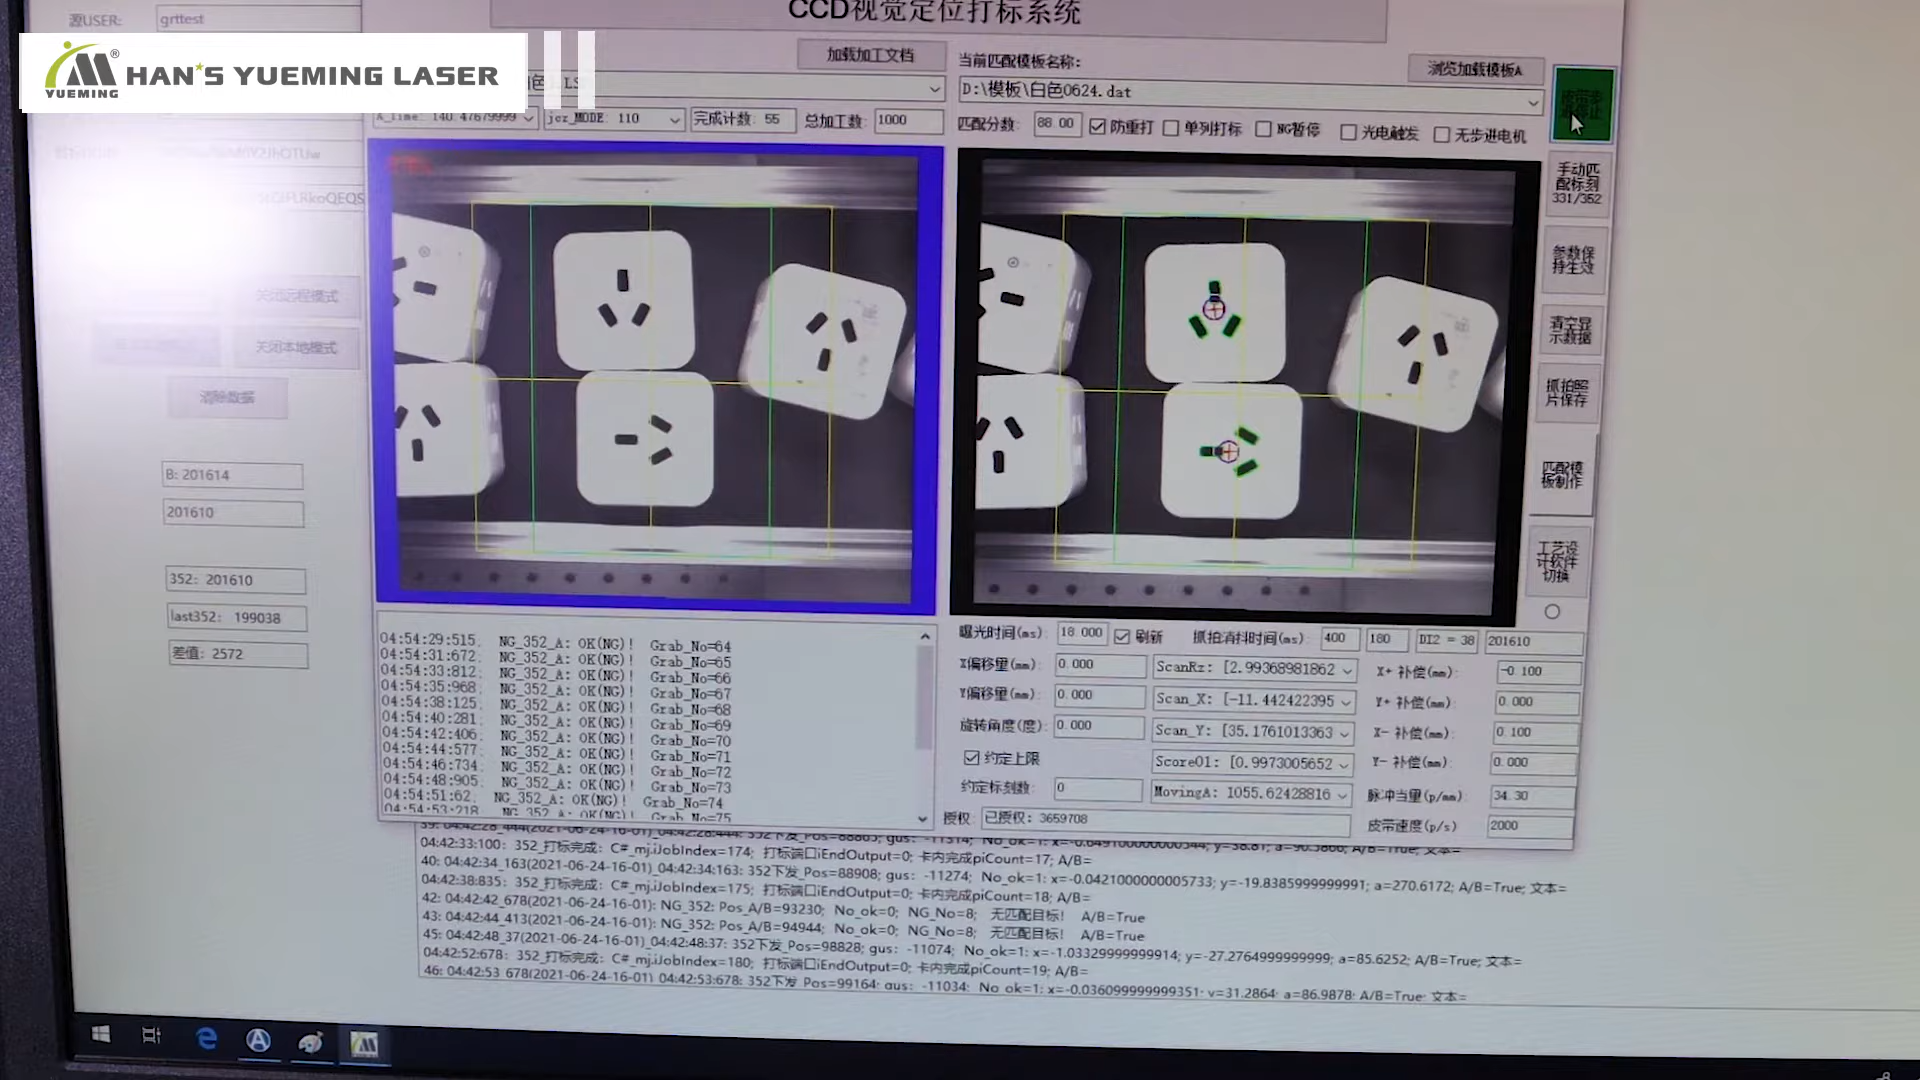 源USER:
grttest
CCD视觉定位打标系统
YUEMING
HAN'S YUEMING LASER
加载加工文档
当前匹配模板名称:
浏览加载模板A
D:\模板\白色0624.dat
A_Time: 140.47679999
jcz_MODE: 110
完成计数: 55
总加工数:
1000
匹配分数:
88.00
防重打
单列打标
NG暂停
光电触发
无步进电机
手动匹
配标刻
331/352
参数保
持生效
清空显
示数据
抓拍照
片保存
匹配模
板制作
工艺设
计软件
切换
关闭远程模式
关闭本地模式
清除数据
B: 201614
201610
352: 201610
last352: 199038
差值: 2572
04:54:29:515. NG_352_A: OK(NG)! Grab_No=64
04:54:31:672. NG_352_A: OK(NG)! Grab_No=65
04:54:33:812. NG_352_A: OK(NG)! Grab_No=66
04:54:35:968. NG_352_A: OK(NG)! Grab_No=67
04:54:38:125. NG_352_A: OK(NG)! Grab_No=68
04:54:40:281. NG_352_A: OK(NG)! Grab_No=69
04:54:42:406. NG_352_A: OK(NG)! Grab_No=70
04:54:44:577. NG_352_A: OK(NG)! Grab_No=71
04:54:46:734. NG_352_A: OK(NG)! Grab_No=72
04:54:48:905. NG_352_A: OK(NG)! Grab_No=73
04:54:51:62. NG_352_A: OK(NG)! Grab_No=74
04:54:53:218. NG_352_A: OK(NG)! Grab_No=75
曝光时间(ms):
18.000
刷新
抓拍消抖时间(ms):
400
180
DI2 = 38
201610
X偏移量(mm):
0.000
ScanRz: [2.99368981862
X+ 补偿(mm):
-0.100
Y偏移量(mm):
0.000
Scan_X: [-11.442422395
Y+ 补偿(mm):
0.000
旋转角度(度):
0.000
Scan_Y: [35.1761013363
X- 补偿(mm):
0.100
约定上限
Score01: [0.9973005652
Y- 补偿(mm):
0.000
约定标刻数:
0
MovingA: 1055.62428816
脉冲当量(p/mm):
34.30
授权:
已授权: 3659708
皮带速度(p/s)
2000
04:42:33:100: 352_打标完成: C#_mj.iJobIndex=174; 打标端口iEndOutput=0; 卡内完成piCount=17; A/B=
40: 04:42:34_163(2021-06-24-16-01)_04:42:34:163: 352下发_Pos=88908; gus: -11274; No_ok=1: x=-0.0421000000005733; y=-19.8385999999991; a=270.6172; A/B=True; 文本=
04:42:38:835: 352_打标完成: C#_mj.iJobIndex=175; 打标端口iEndOutput=0; 卡内完成piCount=18; A/B=
42: 04:42:42_678(2021-06-24-16-01): NG_352: Pos_A/B=93230; No_ok=0; NG_No=8; 无匹配目标! A/B=True
43: 04:42:44_413(2021-06-24-16-01): NG_352: Pos_A/B=94944; No_ok=0; NG_No=8; 无匹配目标! A/B=True
45: 04:42:48_37(2021-06-24-16-01)_04:42:48:37: 352下发_Pos=98828; gus: -11074; No_ok=1: x=-1.03329999999914; y=-27.2764999999999; a=85.6252; A/B=True; 文本=
04:42:52:678: 352_打标完成: C#_mj.iJobIndex=180; 打标端口iEndOutput=0; 卡内完成piCount=19; A/B=
46: 04:42:53_678(2021-06-24-16-01)_04:42:53:678: 352下发_Pos=99164; gus: -11034; No_ok=1: x=-0.036099999999351; y=31.2864; a=86.9878; A/B=True; 文本=